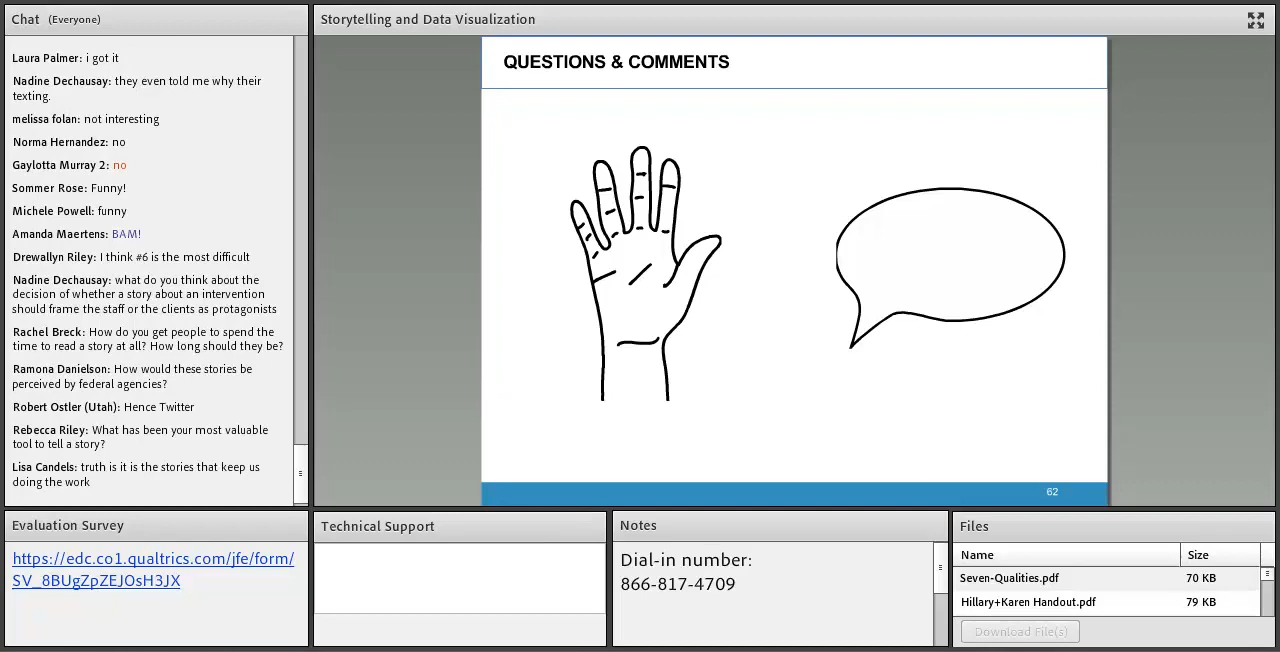 Chat (Everyone)
Laura Palmer: i got it
Nadine Dechausay: they even told me why their
texting.
melissa folan: not interesting
Norma Hernandez: no
Gaylotta Murray 2: no
Sommer Rose: Funny!
Michele Powell: funny
Amanda Maertens: BAM!
Drewallyn Riley: I think #6 is the most difficult
Nadine Dechausay: what do you think about the
decision of whether a story about an intervention
should frame the staff or the clients as protagonists
Rachel Breck: How do you get people to spend the
time to read a story at all? How long should they be?
Ramona Danielson: How would these stories be
perceived by federal agencies?
Robert Ostler (Utah): Hence Twitter
Rebecca Riley: What has been your most valuable
tool to tell a story?
Lisa Candels: truth is it is the stories that keep us
doing the work
Storytelling and Data Visualization
QUESTIONS & COMMENTS
62
Evaluation Survey
https://edc.co1.qualtrics.com/jfe/form/
SV_8BUgZpZEJOsH3JX
Technical Support
Notes
Dial-in number:
866-817-4709
Files
Name Size
Seven-Qualities.pdf 70 KB
Hillary+Karen Handout.pdf 79 KB
Download File(s)